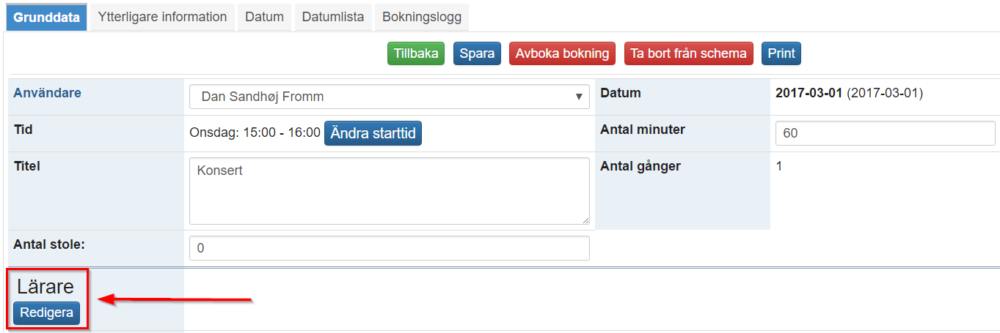 Grunddata Ytterligare information Datum Datumlista Bokningslogg
Tillbaka Spara Avboka bokning Ta bort från schema Print
Användare Dan Sandhøj Fromm Datum 2017-03-01 (2017-03-01)
Tid Onsdag: 15:00 - 16:00 Ändra starttid Antal minuter 60
Titel Konsert Antal gånger 1
Antal stole: 0
Lärare
Redigera